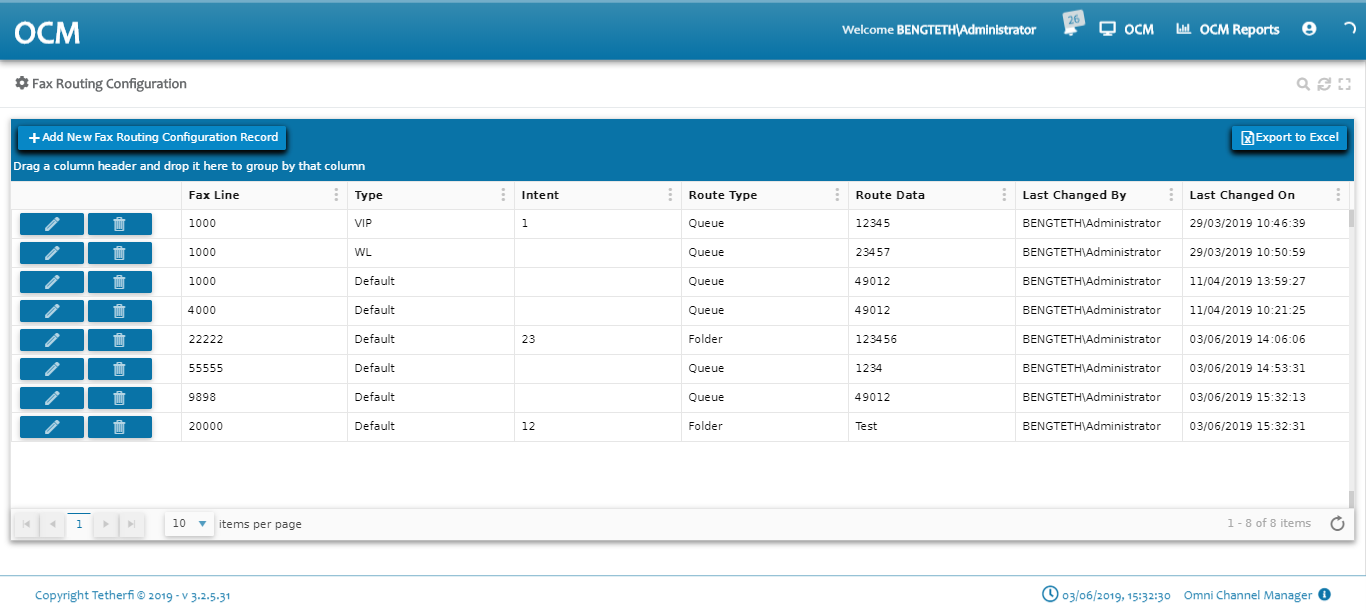 OCM
Welcome BENGTETH\Administrator 26 OCM OCM Reports
Fax Routing Configuration
Add New Fax Routing Configuration Record Export to Excel
Drag a column header and drop it here to group by that column
Fax Line Type Intent Route Type Route Data Last Changed By Last Changed On
1000 VIP 1 Queue 12345 BENGTETH\Administrator 29/03/2019 10:46:39
1000 WL Queue 23457 BENGTETH\Administrator 29/03/2019 10:50:59
1000 Default Queue 49012 BENGTETH\Administrator 11/04/2019 13:59:27
4000 Default Queue 49012 BENGTETH\Administrator 11/04/2019 10:21:25
22222 Default 23 Folder 123456 BENGTETH\Administrator 03/06/2019 14:06:06
55555 Default Queue 1234 BENGTETH\Administrator 03/06/2019 14:53:31
9898 Default Queue 49012 BENGTETH\Administrator 03/06/2019 15:32:13
20000 Default 12 Folder Test BENGTETH\Administrator 03/06/2019 15:32:31
1 10 items per page 1 - 8 of 8 items
Copyright Tetherfi © 2019 - v 3.2.5.31 03/06/2019, 15:32:30 Omni Channel Manager